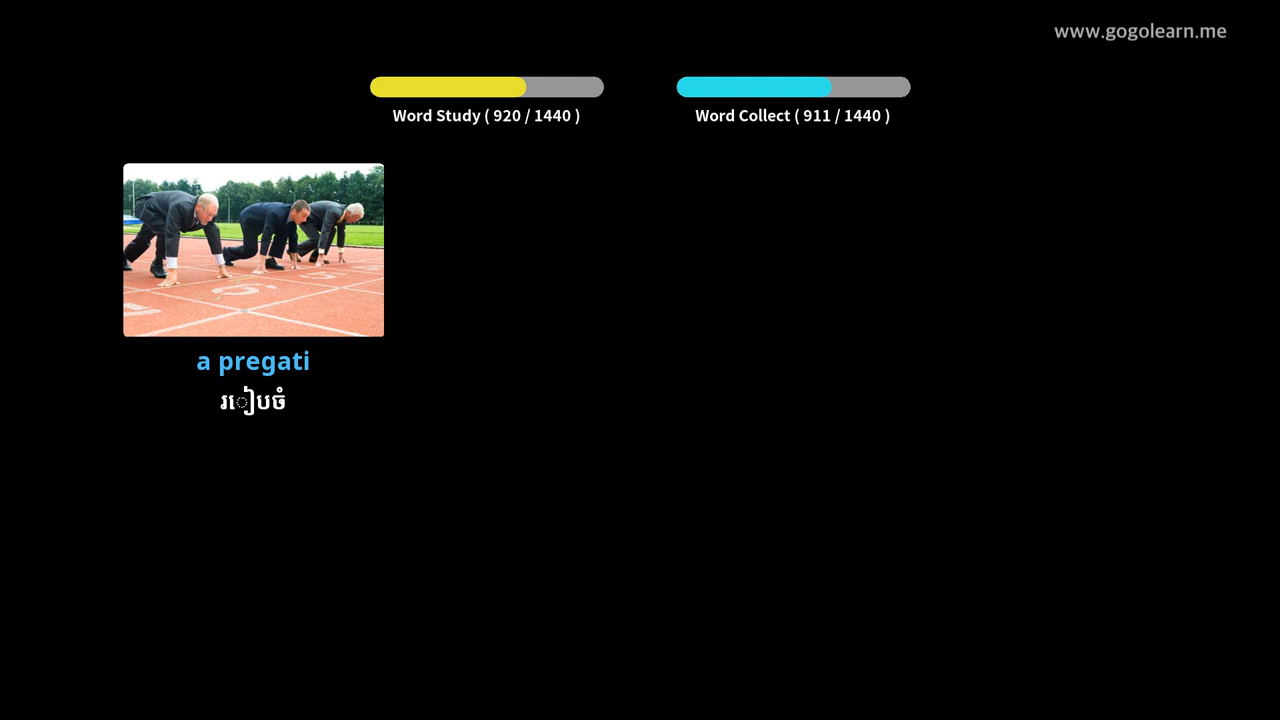 www.gogolearn.me
Word Study ( 920 / 1440 )
Word Collect ( 911 / 1440 )
a pregati
រៀបចំ